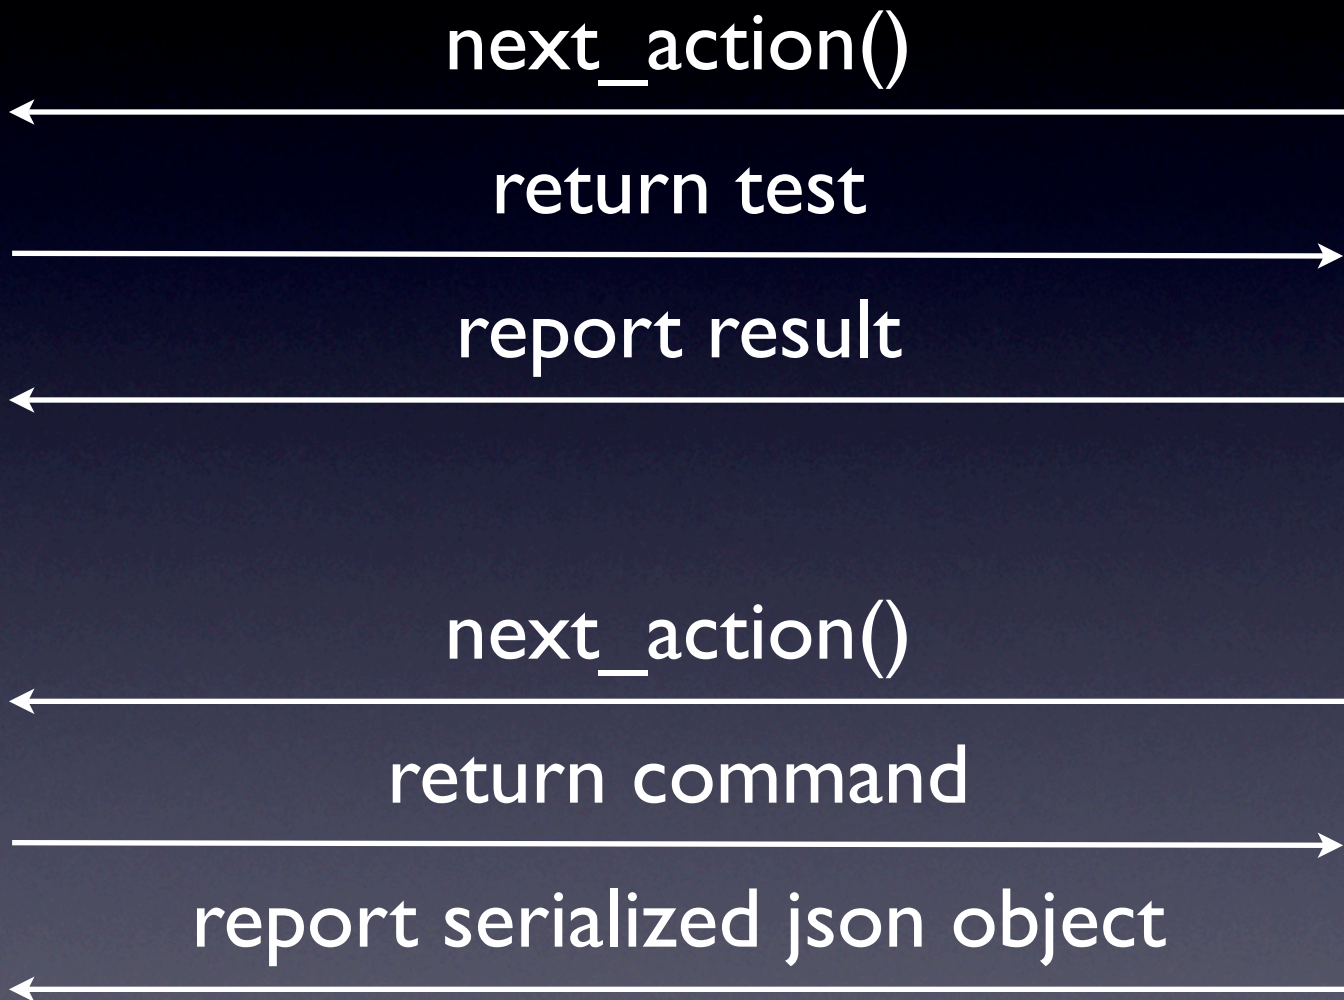 next_action()
return test
report result
next_action()
return command
report serialized json object